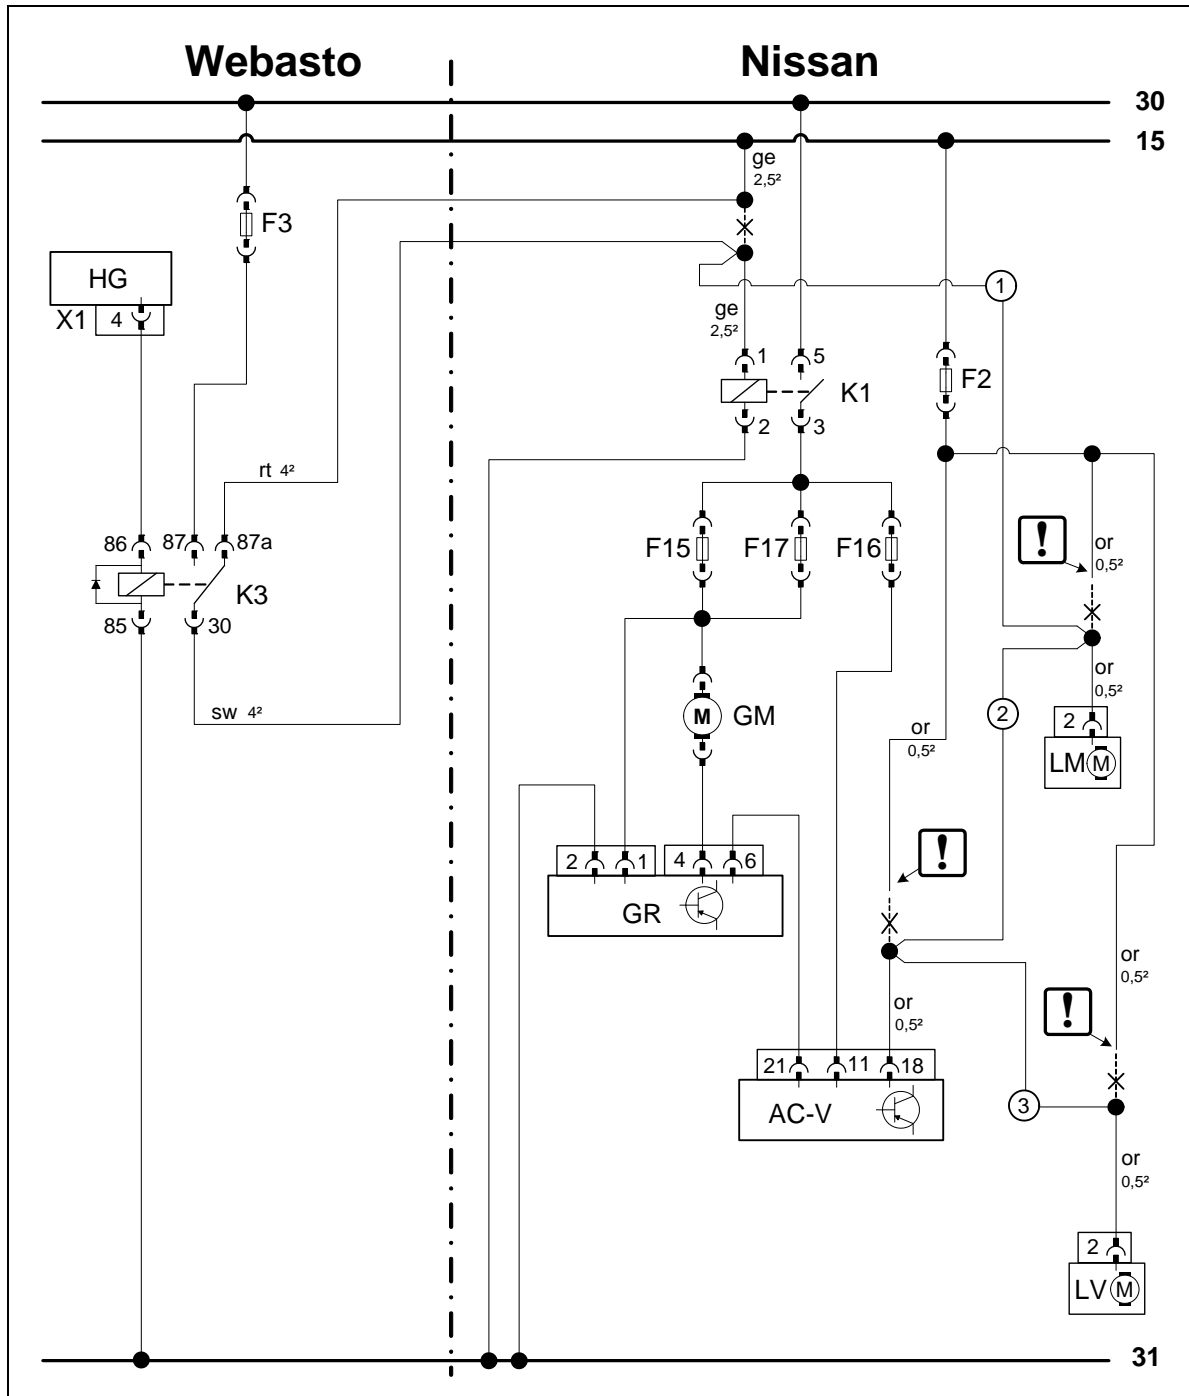 Webasto Nissan
30
15
ge
2,5²
F3
HG
X1 4
1
ge
2,5²
1 5
F2
K1
2 3
rt 4²
!
or
0,5²
86 87 87a
F15 F17 F16
K3
85 30
or
0,5²
sw 4²
M GM
2
2
or
0,5²
LM M
!
2 1 4 6
GR
or
0,5²
!
or
0,5²
21 11 18
3
AC-V
or
0,5²
2
LV M
31